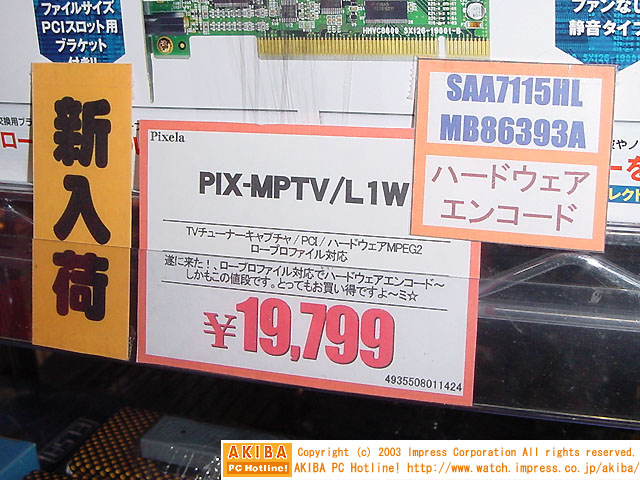 ファイルサイズ
PCIスロット用
ブラケット
付き!!
HMVC8600 5X126-19001-B
ファンなし
静音タイプ
新入荷
Pixela
PIX-MPTV/L1W
TVチューナーキャプチャ/PCI/ハードウェアMPEG2
ロープロファイル対応
遂に来た! ロープロファイル対応でハードウェアエンコード～
しかもこの値段です。とってもお買い得ですよ～ミ☆
¥19,799
4935508011424
SAA7115HL
MB86393A
ハードウェア
エンコード
AKIBA
PC Hotline!
Copyright (c) 2003 Impress Corporation All rights reserved.
AKIBA PC Hotline! http://www.watch.impress.co.jp/akiba/